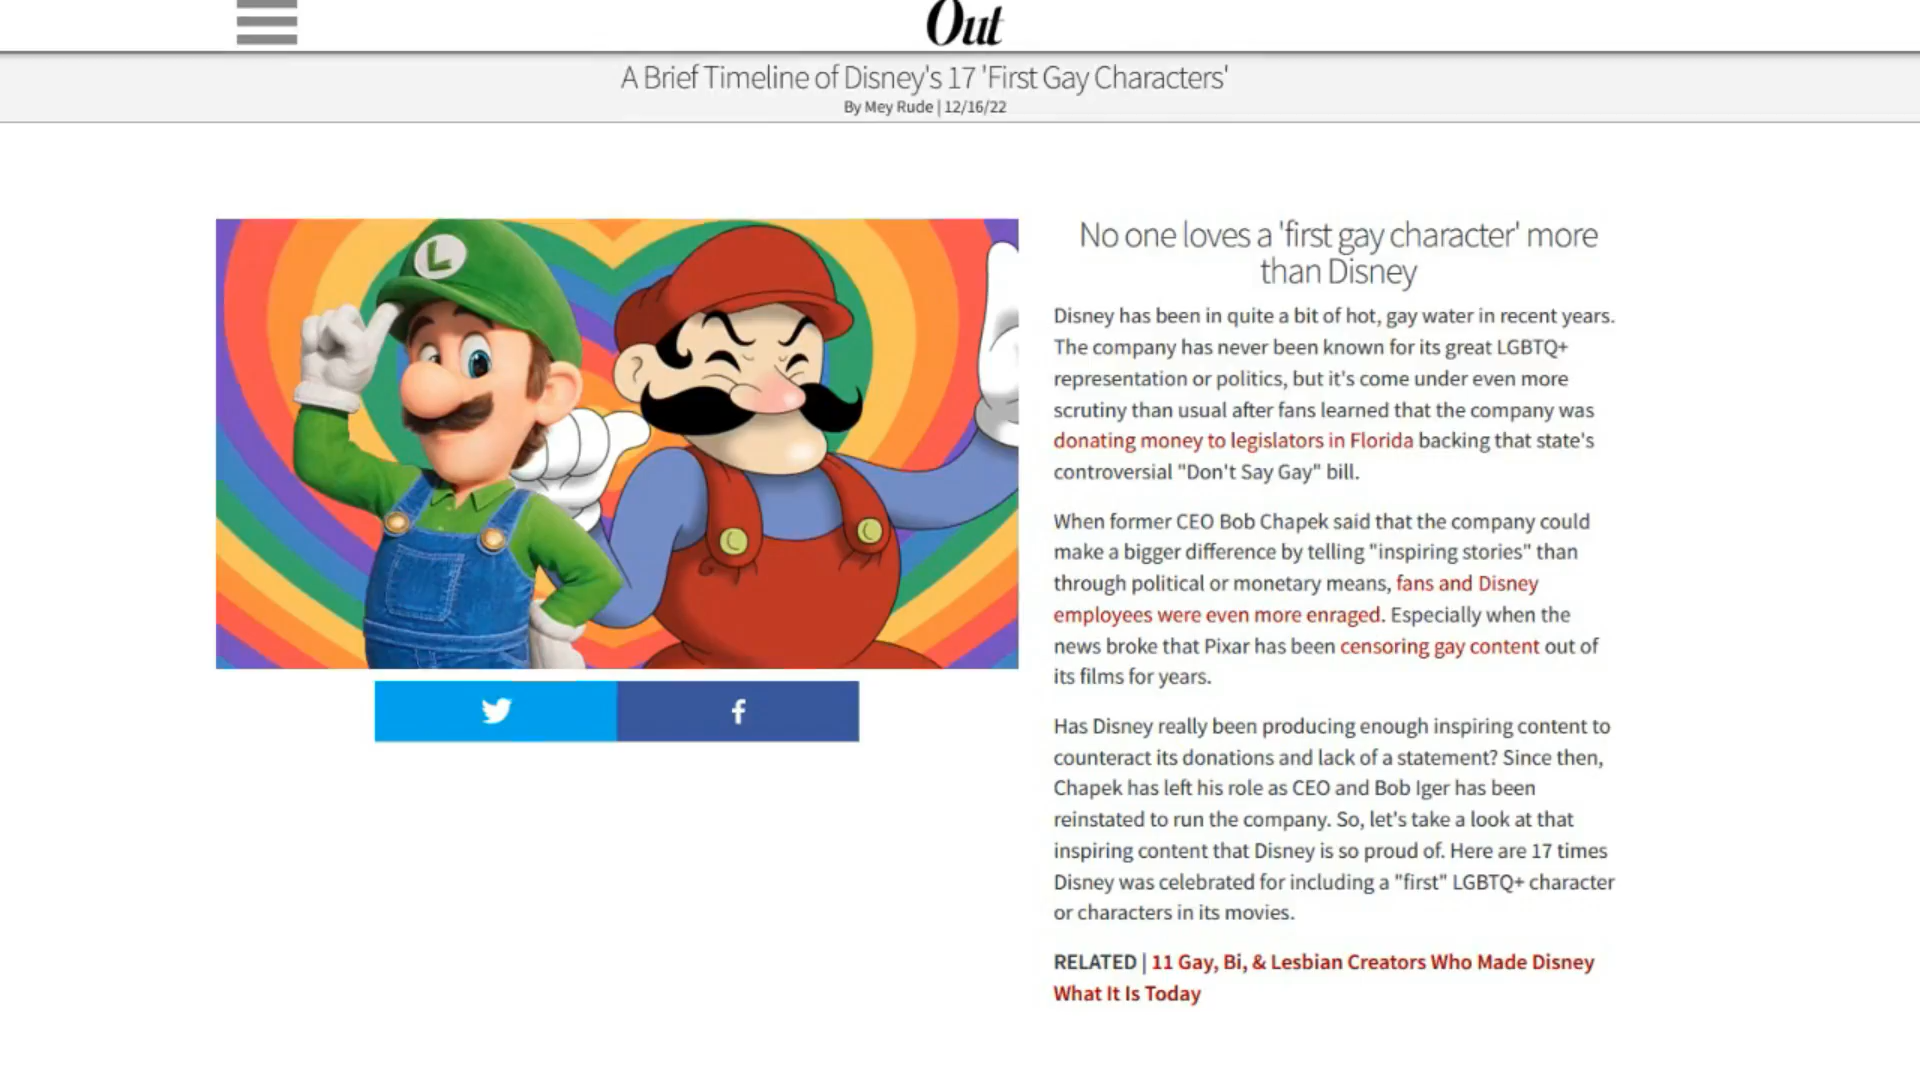 Out
A Brief Timeline of Disney's 17 'First Gay Characters'
By Mey Rude | 12/16/22
L
No one loves a 'first gay character' more
than Disney
Disney has been in quite a bit of hot, gay water in recent years.
The company has never been known for its great LGBTQ+
representation or politics, but it's come under even more
scrutiny than usual after fans learned that the company was
donating money to legislators in Florida backing that state's
controversial "Don't Say Gay" bill.
When former CEO Bob Chapek said that the company could
make a bigger difference by telling "inspiring stories" than
through political or monetary means, fans and Disney
employees were even more enraged. Especially when the
news broke that Pixar has been censoring gay content out of
its films for years.
Has Disney really been producing enough inspiring content to
counteract its donations and lack of a statement? Since then,
Chapek has left his role as CEO and Bob Iger has been
reinstated to run the company. So, let's take a look at that
inspiring content that Disney is so proud of. Here are 17 times
Disney was celebrated for including a "first" LGBTQ+ character
or characters in its movies.
RELATED | 11 Gay, Bi, & Lesbian Creators Who Made Disney
What It Is Today